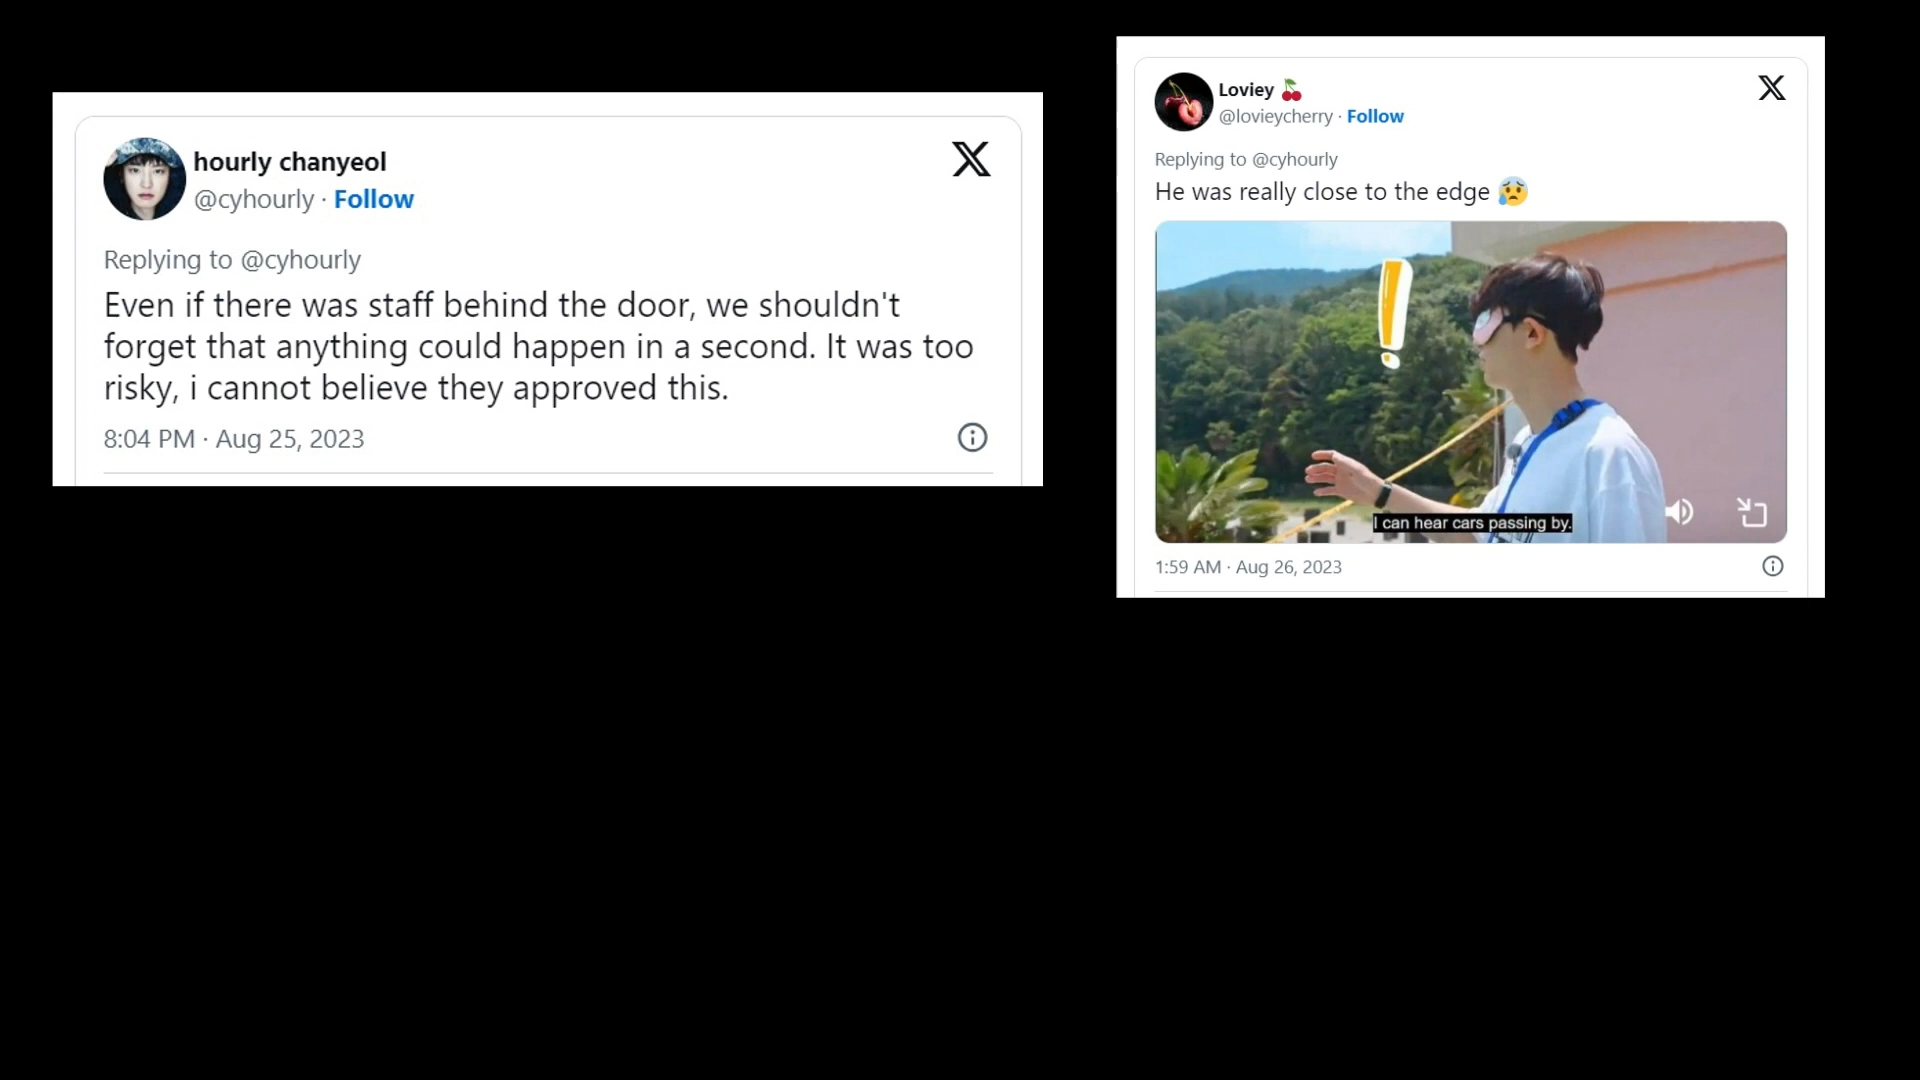 hourly chanyeol
@cyhourly · Follow
Replying to @cyhourly
Even if there was staff behind the door, we shouldn't
forget that anything could happen in a second. It was too
risky, i cannot believe they approved this.
8:04 PM · Aug 25, 2023
Loviey 🍒
@lovieycherry · Follow
Replying to @cyhourly
He was really close to the edge 😰
I can hear cars passing by.
1:59 AM · Aug 26, 2023